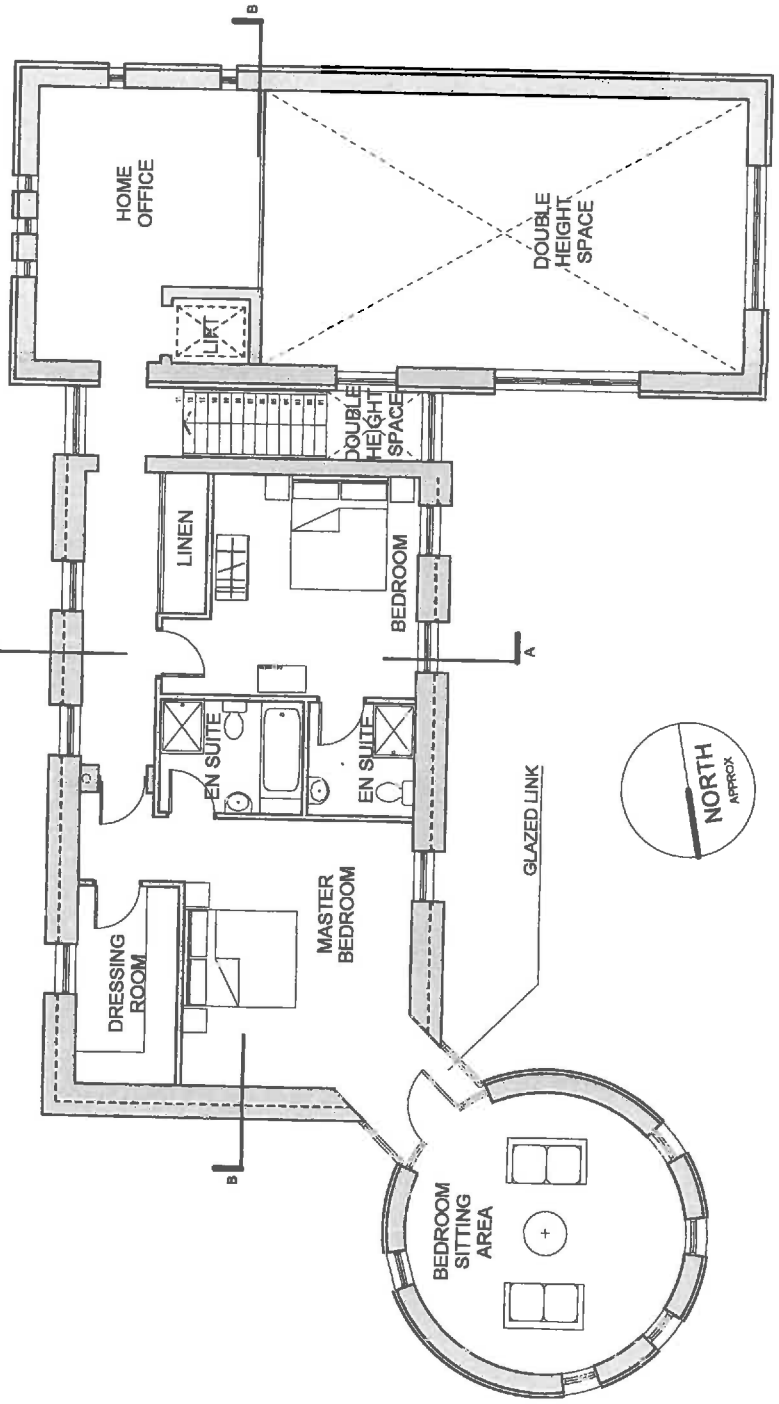 B
HOME
OFFICE
LIFT
DOUBLE
HEIGHT
SPACE
DOUBLE
HEIGHT
SPACE
LINEN
BEDROOM
A
EN SUITE
EN SUITE
DRESSING
ROOM
MASTER
BEDROOM
B
GLAZED LINK
NORTH
APPROX
BEDROOM
SITTING
AREA